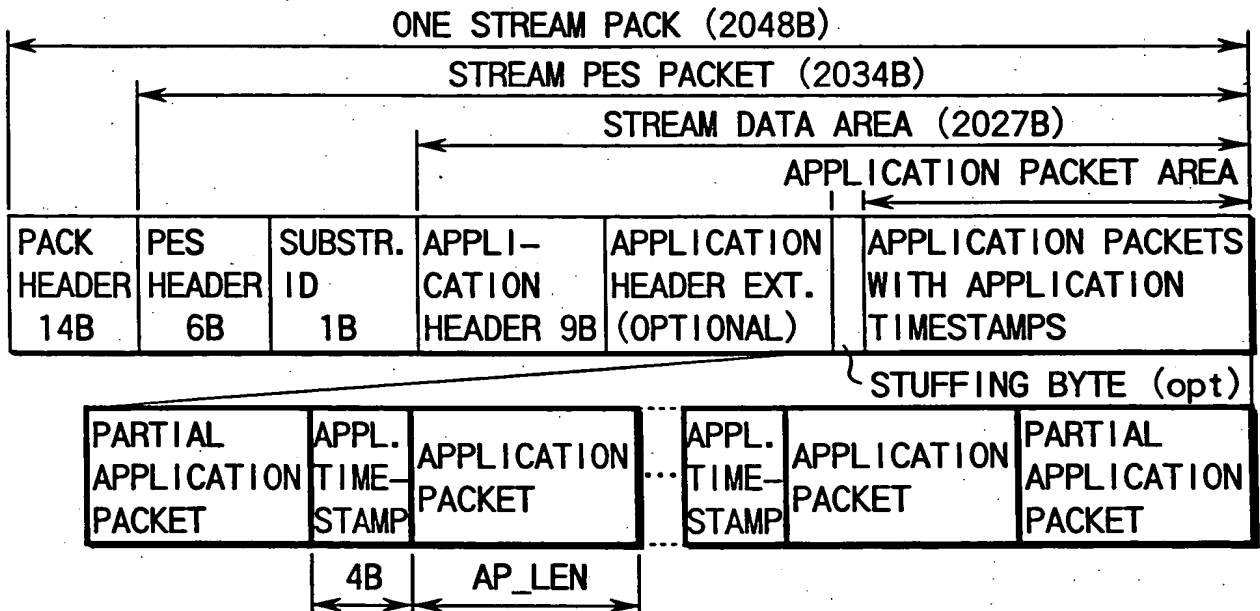 ONE STREAM PACK (2048B)
STREAM PES PACKET (2034B)
STREAM DATA AREA (2027B)
APPLICATION PACKET AREA
PACK
HEADER
14B
PES
HEADER
6B
SUBSTR.
ID
1B
APPLI-
CATION
HEADER 9B
APPLICATION
HEADER EXT.
(OPTIONAL)
APPLICATION PACKETS
WITH APPLICATION
TIMESTAMPS
STUFFING BYTE (opt)
PARTIAL
APPLICATION
PACKET
APPL.
TIME-
STAMP
APPLICATION
PACKET
APPL.
TIME-
STAMP
APPLICATION
PACKET
PARTIAL
APPLICATION
PACKET
4B
AP_LEN